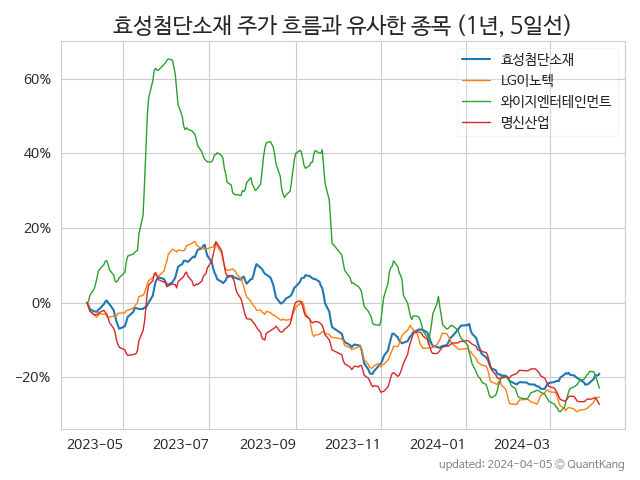 효성첨단소재 주가 흐름과 유사한 종목 (1년, 5일선)
효성첨단소재
LG이노텍
와이지엔터테인먼트
명신산업
60%
40%
20%
0%
−20%
2023−05
2023−07
2023−09
2023−11
2024−01
2024−03
updated: 2024−04−05 © QuantKang